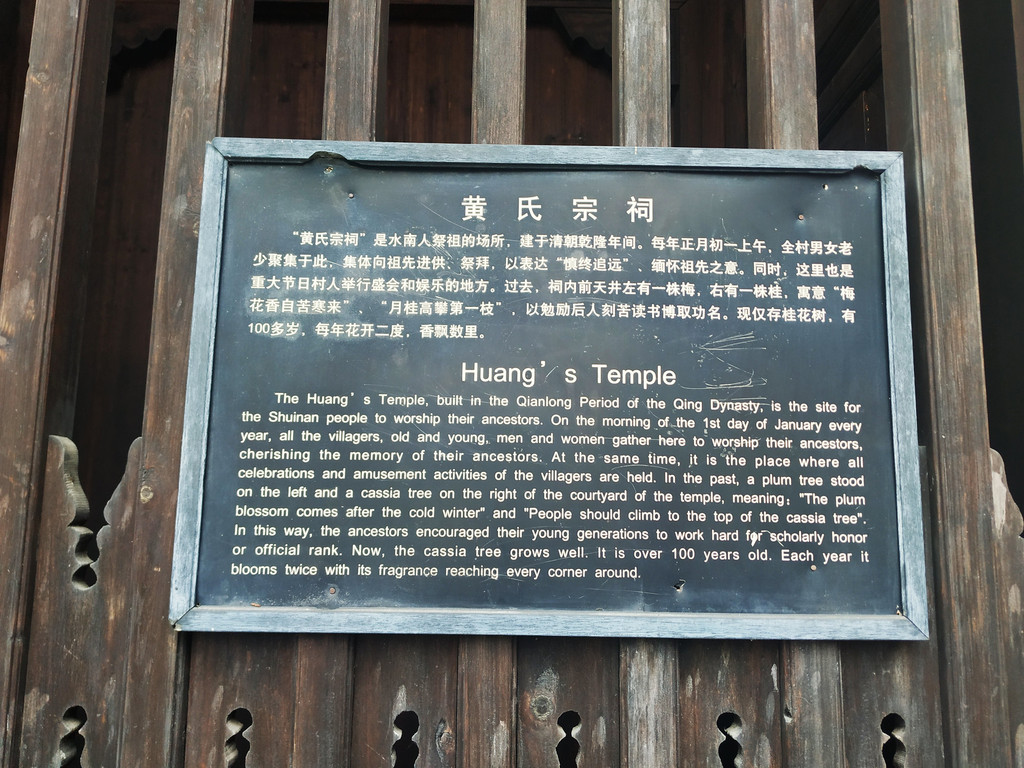 黄氏宗祠
“黄氏宗祠”是水南人祭祖的场所，建于清朝乾隆年间。每年正月初一上午，全村男女老
少聚集于此，集体向祖先进供、祭拜，以表达“慎终追远”、缅怀祖先之意。同时，这里也是
重大节日村人举行盛会和娱乐的地方。过去，祠内前天井左有一株梅，右有一株桂，寓意“梅
花香自苦寒来”、“月桂高攀第一枝”，以勉励后人刻苦读书博取功名。现仅存桂花树，有
100多岁，每年花开二度，香飘数里。
Huang’s Temple
The Huang’s Temple, built in the Qianlong Period of the Qing Dynasty, is the site for
the Shuinan people to worship their ancestors. On the morning of the 1st day of January every
year, all the villagers, old and young, men and women gather here to worship their ancestors,
cherishing the memory of their ancestors. At the same time, it is the place where all
celebrations and amusement activities of the villagers are held. In the past, a plum tree stood
on the left and a cassia tree on the right of the courtyard of the temple, meaning: "The plum
blossom comes after the cold winter" and "People should climb to the top of the cassia tree".
In this way, the ancestors encouraged their young generations to work hard for scholarly honor
or official rank. Now, the cassia tree grows well. It is over 100 years old. Each year it
blooms twice with its fragrance reaching every corner around.